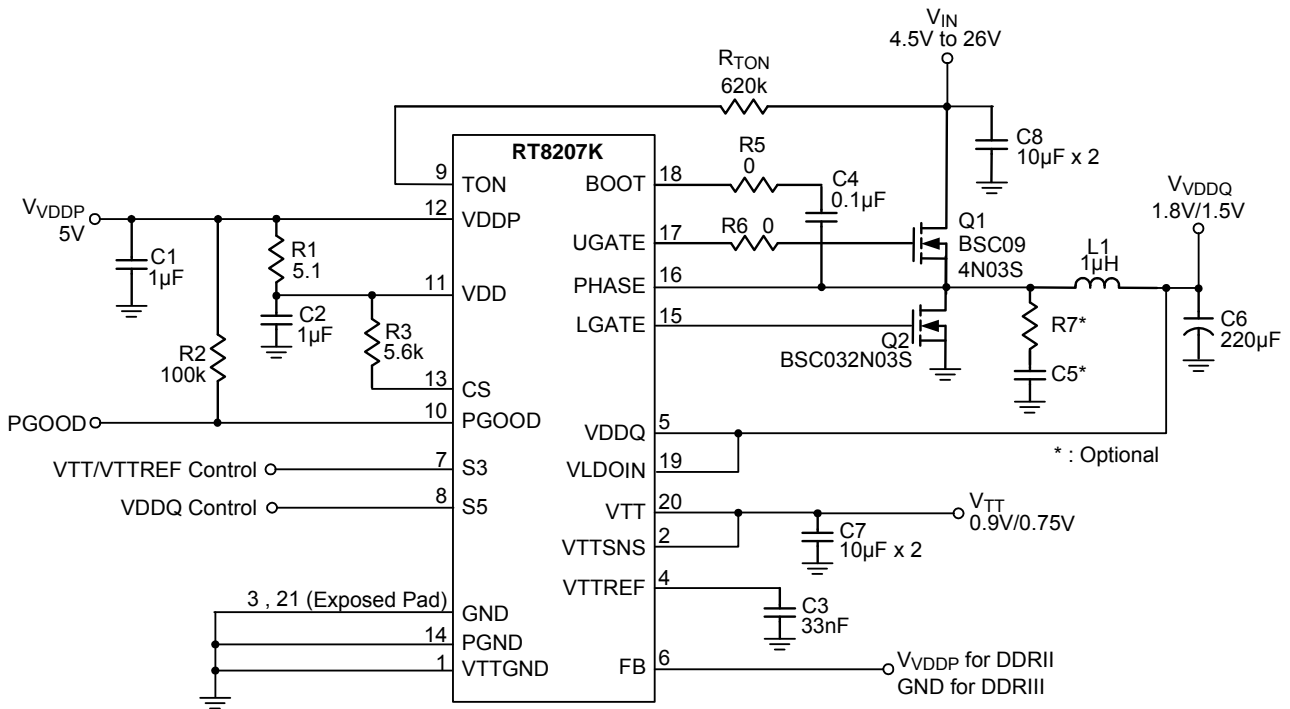 VIN
4.5V to 26V
RTON
620k
RT8207K
R5
0
C4
0.1µF
C8
10µF x 2
9
TON
BOOT
18
VVDDP
5V
12
VDDP
VVDDQ
1.8V/1.5V
C1
1µF
R1
5.1
UGATE
17
R6 0
Q1
BSC09
4N03S
L1
1µH
11
VDD
PHASE
16
C2
1µF
R3
5.6k
LGATE
15
Q2
BSC032N03S
R7*
C6
220µF
R2
100k
C5*
13
CS
PGOOD
10
PGOOD
VDDQ
5
* : Optional
VTT/VTTREF Control
7
S3
VLDOIN
19
VDDQ Control
8
S5
VTT
20
VTT
0.9V/0.75V
C7
10µF x 2
VTTSNS
2
VTTREF
4
3 , 21 (Exposed Pad)
GND
C3
33nF
14
PGND
1
VTTGND
FB
6
VVDDP for DDRII
GND for DDRIII